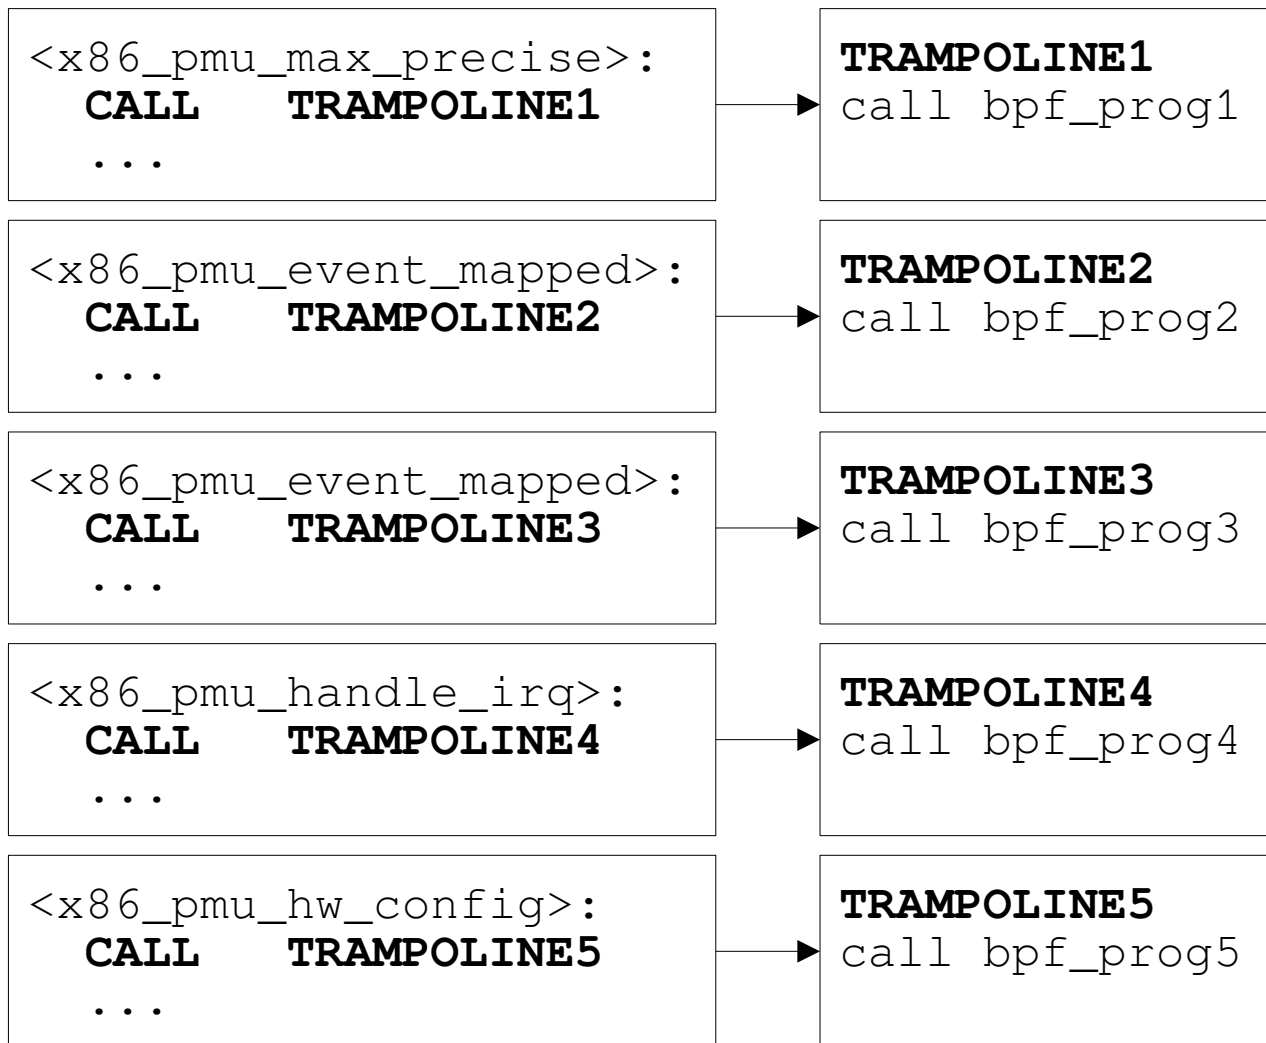 <x86_pmu_max_precise>:
CALL TRAMPOLINE1
...
TRAMPOLINE1
call bpf_prog1
<x86_pmu_event_mapped>:
CALL TRAMPOLINE2
...
TRAMPOLINE2
call bpf_prog2
<x86_pmu_event_mapped>:
CALL TRAMPOLINE3
...
TRAMPOLINE3
call bpf_prog3
<x86_pmu_handle_irq>:
CALL TRAMPOLINE4
...
TRAMPOLINE4
call bpf_prog4
<x86_pmu_hw_config>:
CALL TRAMPOLINE5
...
TRAMPOLINE5
call bpf_prog5